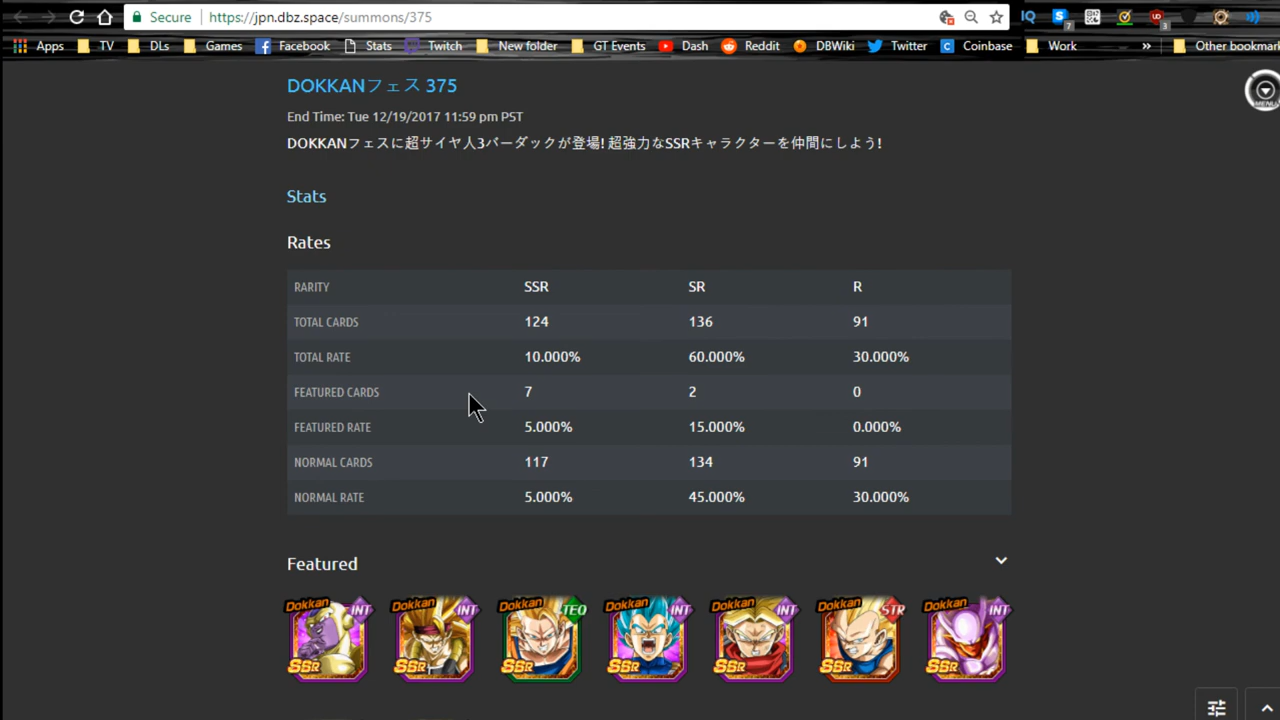 Secure https://jpn.dbz.space/summons/375
IQ 7 3
Apps TV DLs Games Facebook Stats Twitch New folder GT Events Dash Reddit DBWiki Twitter Coinbase Work » Other bookmar
DOKKANフェス 375
MENU
End Time: Tue 12/19/2017 11:59 pm PST
DOKKANフェスに超サイヤ人3バーダックが登場! 超強力なSSRキャラクターを仲間にしよう!
Stats
Rates
RARITY SSR SR R
TOTAL CARDS 124 136 91
TOTAL RATE 10.000% 60.000% 30.000%
FEATURED CARDS 7 2 0
FEATURED RATE 5.000% 15.000% 0.000%
NORMAL CARDS 117 134 91
NORMAL RATE 5.000% 45.000% 30.000%
Featured
Dokkan INT Dokkan INT Dokkan TEQ Dokkan INT Dokkan INT Dokkan STR Dokkan INT
SSR SSR SSR SSR SSR SSR SSR